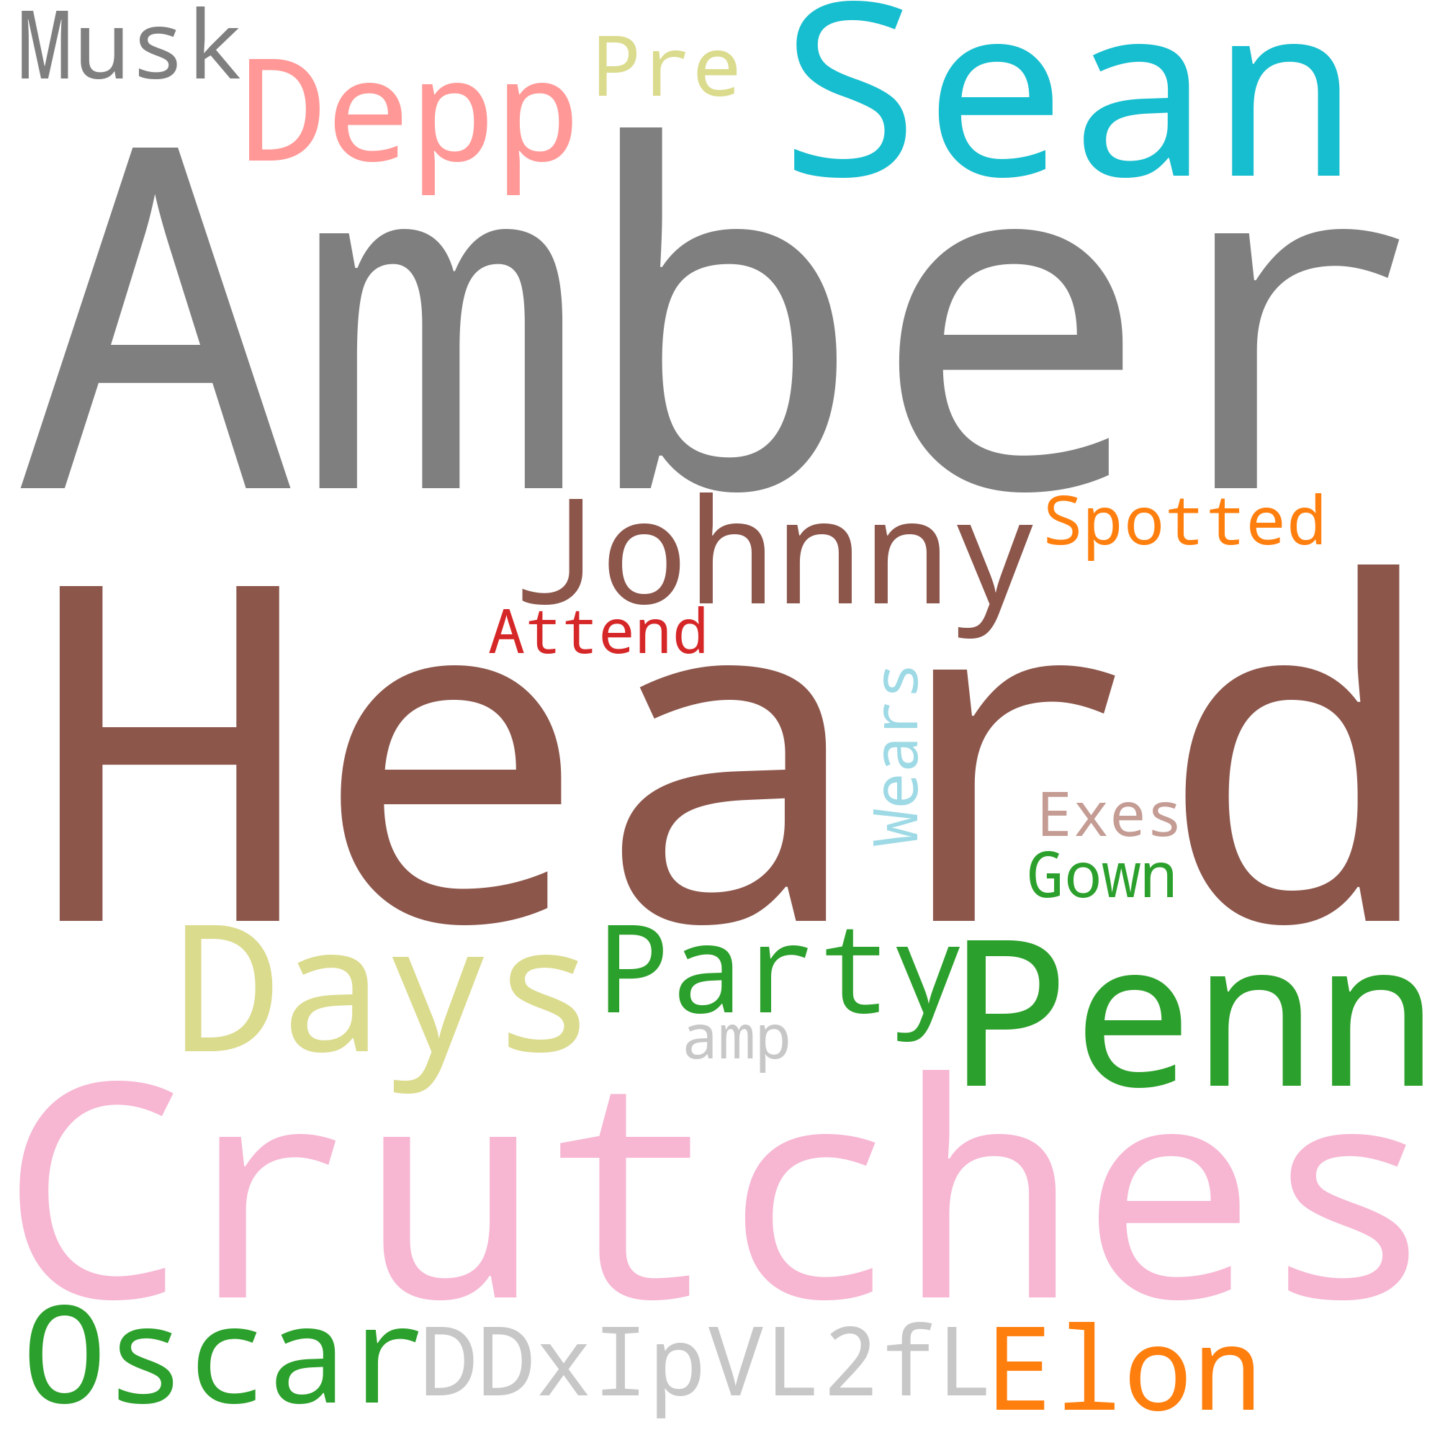 Musk
Depp
Pre
Sean
Amber
Johnny
Spotted
Attend
Heard
Wears
Exes
Gown
Days
Party
Penn
amp
Crutches
Oscar
DDxIpVL2fL
Elon